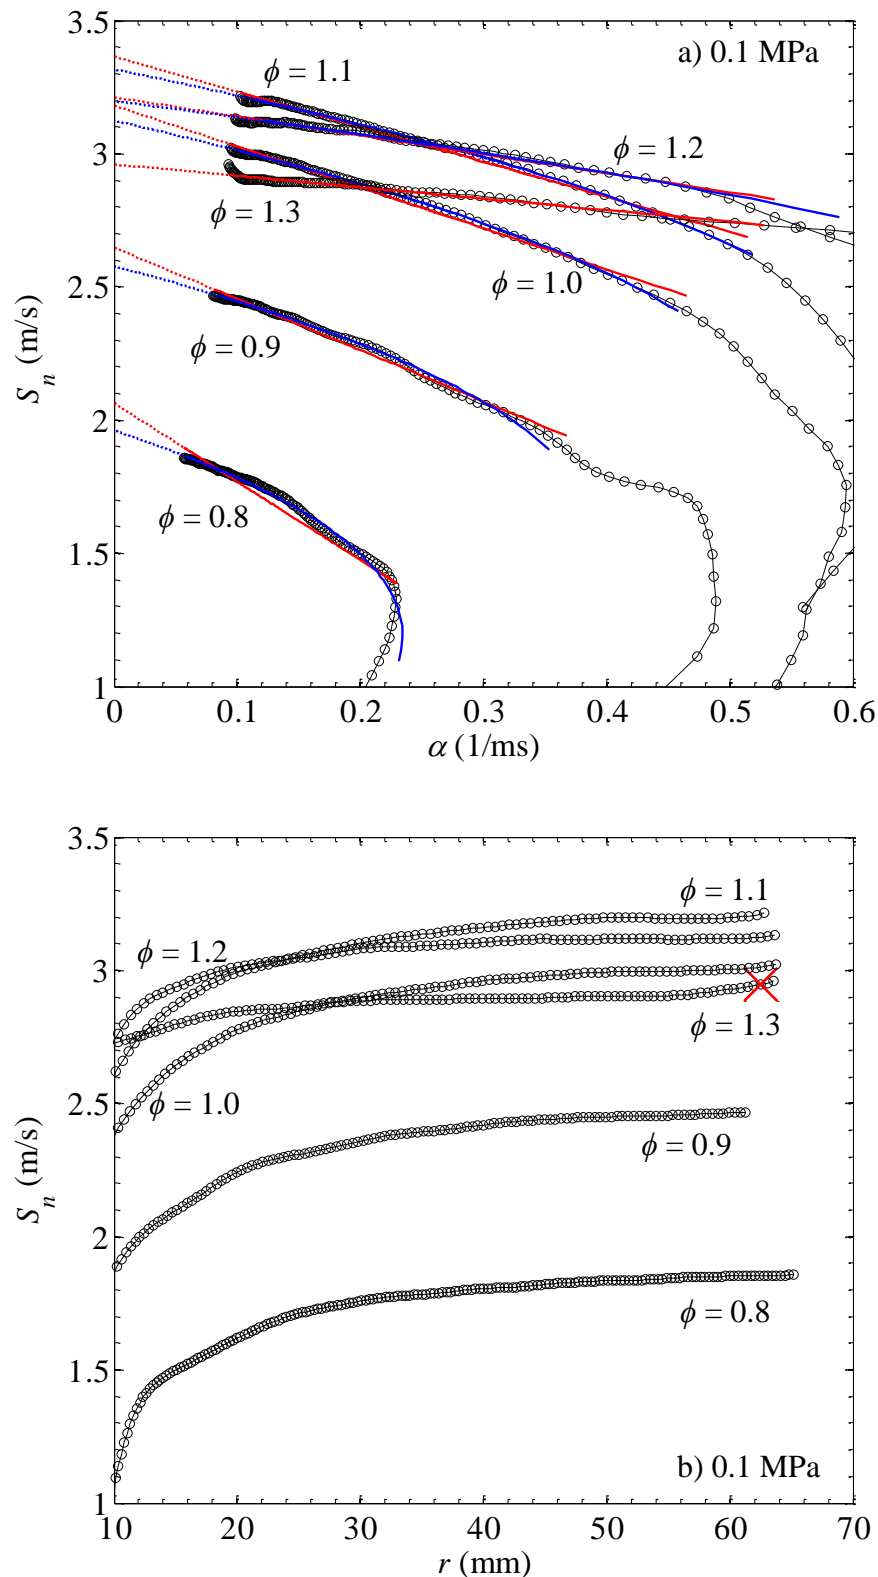 a) 0.1 MPa
3.5
3
2.5
2
1.5
1
S_n (m/s)
ϕ = 1.1
ϕ = 1.2
ϕ = 1.3
ϕ = 1.0
ϕ = 0.9
ϕ = 0.8
0 0.1 0.2 0.3 0.4 0.5 0.6
α (1/ms)
3.5
3
2.5
2
1.5
1
S_n (m/s)
ϕ = 1.1
ϕ = 1.2
ϕ = 1.3
ϕ = 1.0
ϕ = 0.9
ϕ = 0.8
b) 0.1 MPa
10 20 30 40 50 60 70
r (mm)